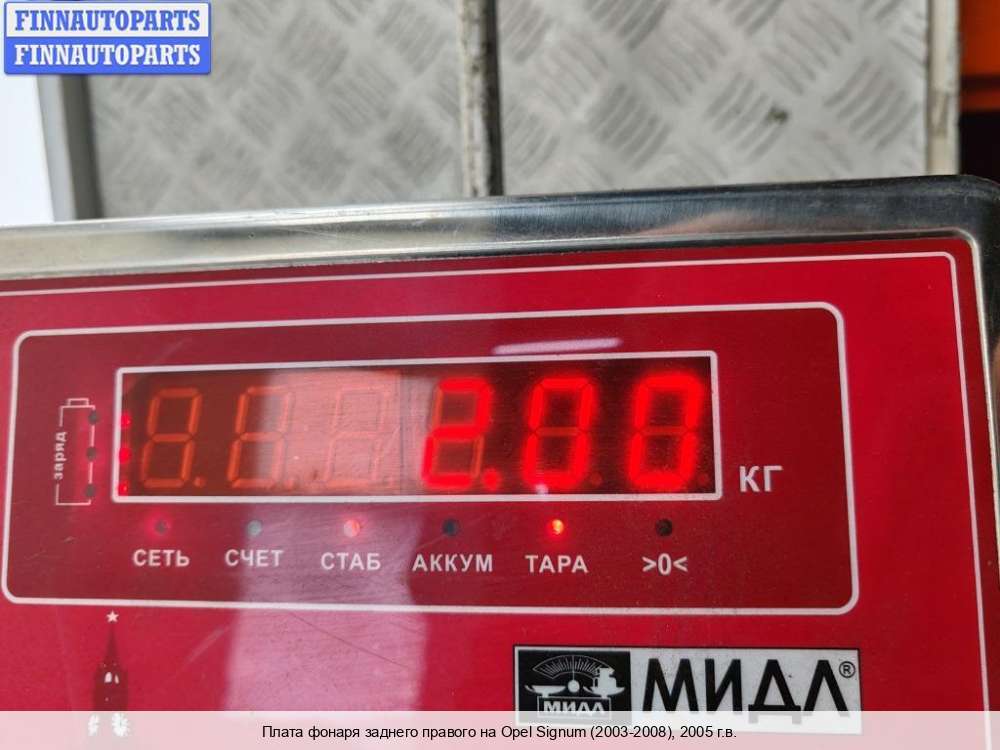 FINNAUTOPARTS
FINNAUTOPARTS
заряд
2.00
КГ
СЕТЬ СЧЕТ СТАБ АККУМ ТАРА >0<
МИДЛ МИДЛ®
Плата фонаря заднего правого на Opel Signum (2003-2008), 2005 г.в.